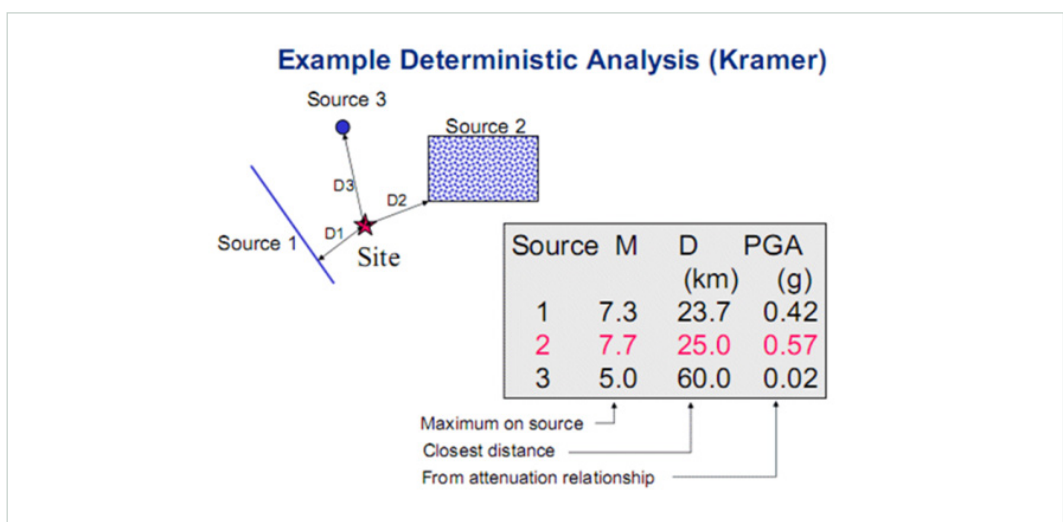 Example Deterministic Analysis (Kramer)
Source 3
Source 2
D3
D2
Source 1
D1
Site
Source M D PGA
(km) (g)
1 7.3 23.7 0.42
2 7.7 25.0 0.57
3 5.0 60.0 0.02
Maximum on source
Closest distance
From attenuation relationship